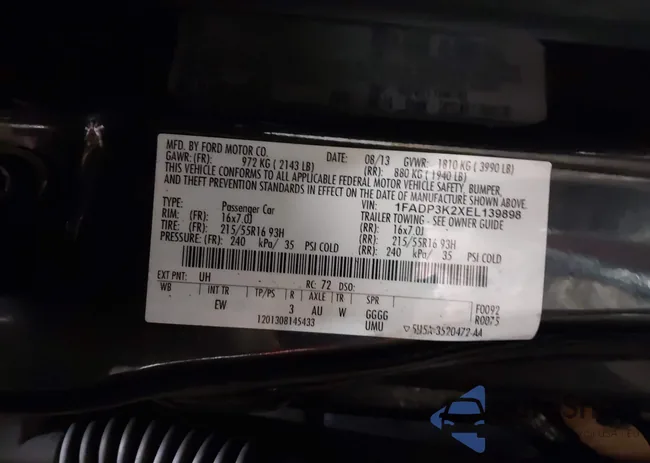 MFD. BY FORD MOTOR CO.
DATE: 08/13 GVWR: 1810 KG ( 3990 LB)
GAWR: (FR): 972 KG ( 2143 LB) (RR): 880 KG ( 1940 LB)
THIS VEHICLE CONFORMS TO ALL APPLICABLE FEDERAL MOTOR VEHICLE SAFETY, BUMPER,
AND THEFT PREVENTION STANDARDS IN EFFECT ON THE DATE OF MANUFACTURE SHOWN ABOVE.
VIN: 1FADP3K2XEL139898
TYPE: Passenger Car TRAILER TOWING - SEE OWNER GUIDE
RIM: (FR): 16x7.0J (RR): 16x7.0J
TIRE: (FR): 215/55R16 93H (RR): 215/55R16 93H
PRESSURE: (FR): 240 kPa/ 35 PSI COLD (RR): 240 kPa/ 35 PSI COLD
EXT PNT: UH RC: 72 DSO:
WB INT TR TP/PS R AXLE TR SPR
EW 3 AU W GGGG F0092
1201308145433 UMU R0075